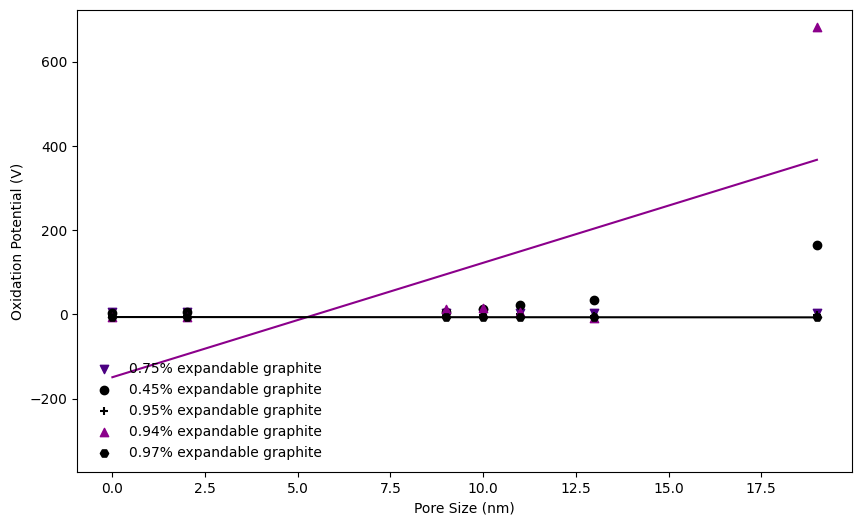 600
400
200
0
−200
Oxidation Potential (V)
0.75% expandable graphite
0.45% expandable graphite
0.95% expandable graphite
0.94% expandable graphite
0.97% expandable graphite
0.0 2.5 5.0 7.5 10.0 12.5 15.0 17.5
Pore Size (nm)